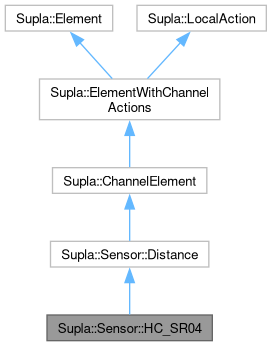 Supla::Element
Supla::LocalAction
Supla::ElementWithChannel
Actions
Supla::ChannelElement
Supla::Sensor::Distance
Supla::Sensor::HC_SR04